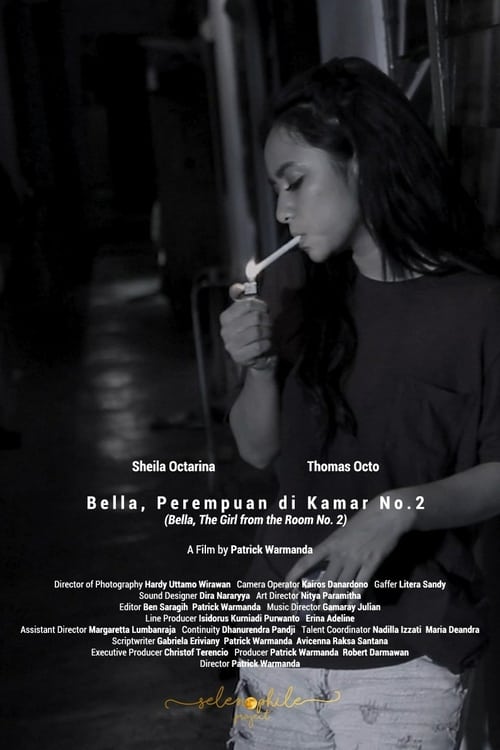 Sheila Octarina Thomas Octo
Bella, Perempuan di Kamar No.2
(Bella, The Girl from the Room No. 2)
A Film by Patrick Warmanda
Director of Photography Hardy Uttamo Wirawan Camera Operator Kairos Danardono Gaffer Litera Sandy
Sound Designer Dira Nararyya Art Director Nitya Paramitha
Editor Ben Saragih Patrick Warmanda Music Director Gamaray Julian
Line Producer Isidorus Kurniadi Purwanto Erina Adeline
Assistant Director Margaretta Lumbanraja Continuity Dhanurendra Pandji Talent Coordinator Nadilla Izzati Maria Deandra
Scriptwriter Gabriela Eriviany Patrick Warmanda Avicenna Raksa Santana
Executive Producer Christof Terencio Producer Patrick Warmanda Robert Darmawan
Director Patrick Warmanda
selenophile
project